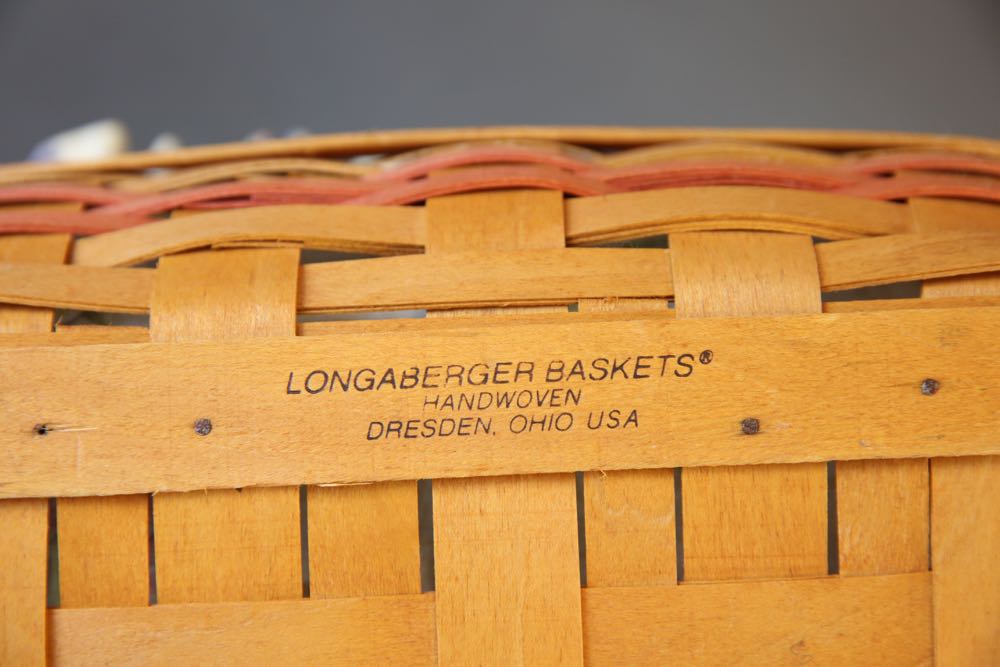 LONGABERGER BASKETS®
HANDWOVEN
DRESDEN, OHIO USA